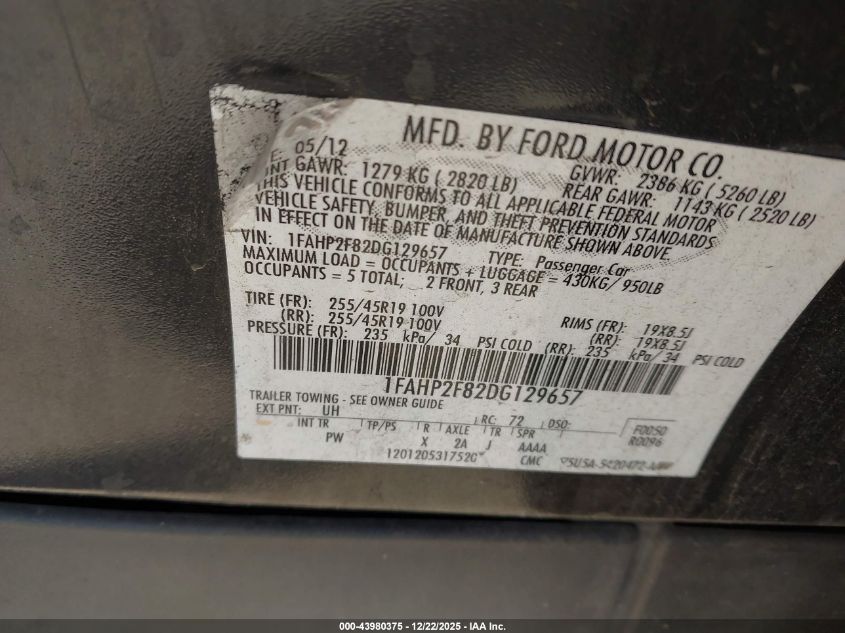 MFD. BY FORD MOTOR CO.
05/12 GVWR: 2386 KG ( 5260 LB)
GAWR: 1279 KG ( 2820 LB) REAR GAWR: 1143 KG ( 2520 LB)
THIS VEHICLE CONFORMS TO ALL APPLICABLE FEDERAL MOTOR
VEHICLE SAFETY, BUMPER, AND THEFT PREVENTION STANDARDS
IN EFFECT ON THE DATE OF MANUFACTURE SHOWN ABOVE.
VIN: 1FAHP2F82DG129657 TYPE: Passenger Car
MAXIMUM LOAD = OCCUPANTS + LUGGAGE = 430KG/ 950LB
OCCUPANTS = 5 TOTAL; 2 FRONT, 3 REAR
TIRE (FR): 255/45R19 100V RIMS (FR): 19X8.5J
(RR): 255/45R19 100V (RR): 19X8.5J
PRESSURE (FR): 235 kPa/ 34 PSI COLD (RR): 235 kPa/ 34 PSI COLD
1FAHP2F82DG129657
TRAILER TOWING - SEE OWNER GUIDE
EXT PNT: UH RC: 72 DSO: F0050
INT TR TP/PS R AXLE TR SPR R0096
PW X 2A J AAAA
CMC
000-43980375 - 12/22/2025 - IAA Inc.